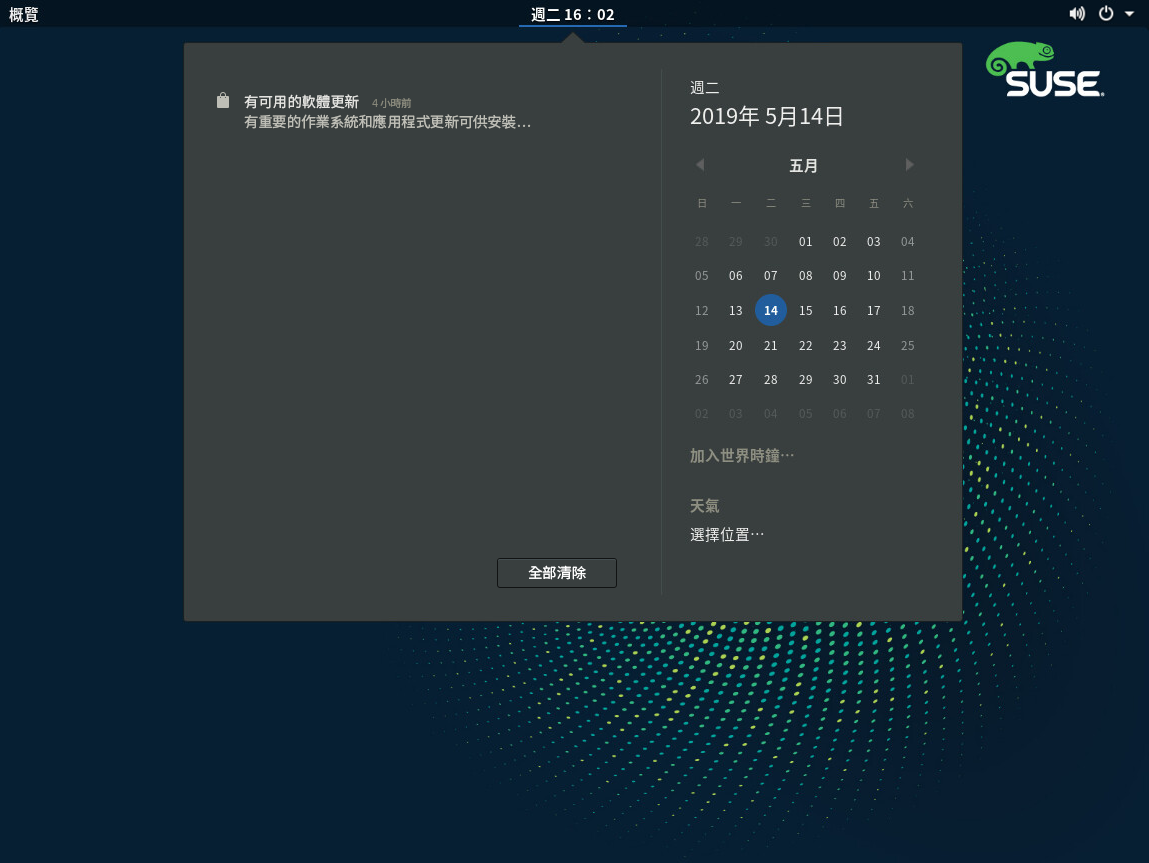 概覽
週二 16：02
有可用的軟體更新 4 小時前
有重要的作業系統和應用程式更新可供安裝…
全部清除
週二
2019年 5月14日
五月
日 一 二 三 四 五 六
28 29 30 01 02 03 04
05 06 07 08 09 10 11
12 13 14 15 16 17 18
19 20 21 22 23 24 25
26 27 28 29 30 31 01
02 03 04 05 06 07 08
加入世界時鐘…
天氣
選擇位置…
SUSE